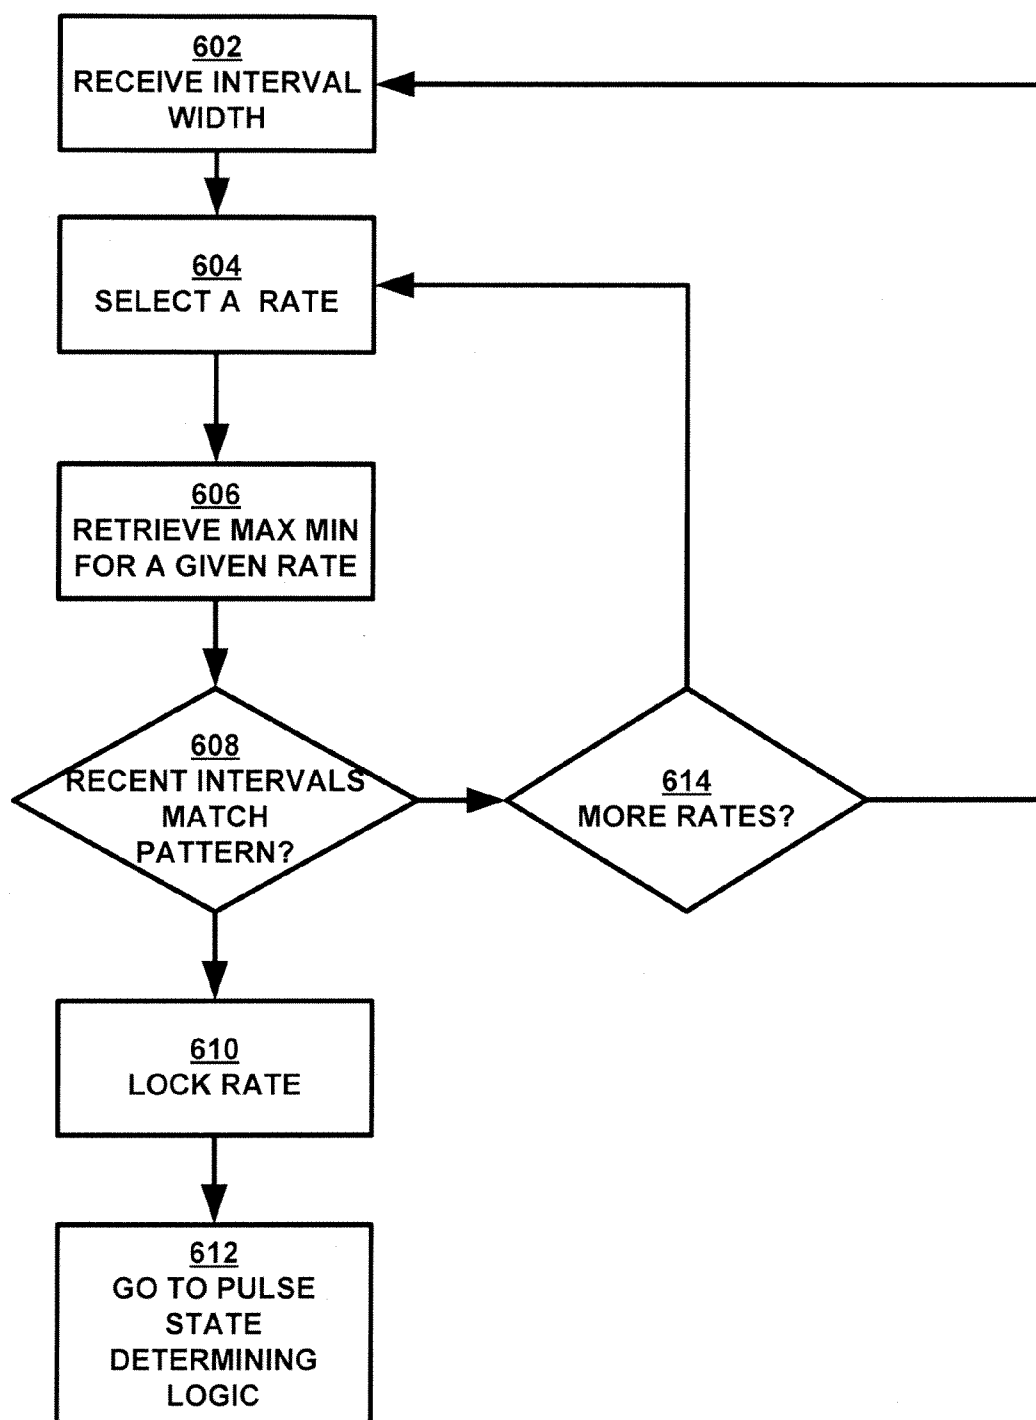 602
RECEIVE INTERVAL
WIDTH
604
SELECT A RATE
606
RETRIEVE MAX MIN
FOR A GIVEN RATE
608
RECENT INTERVALS
MATCH
PATTERN?
614
MORE RATES?
610
LOCK RATE
612
GO TO PULSE
STATE
DETERMINING
LOGIC